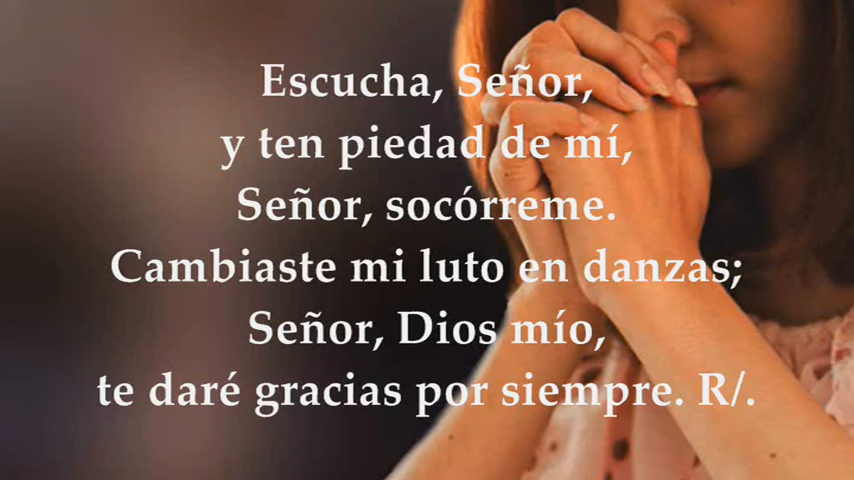 Escucha, Señor,
y ten piedad de mí,
Señor, socórreme.
Cambiaste mi luto en danzas;
Señor, Dios mío,
te daré gracias por siempre. R/.